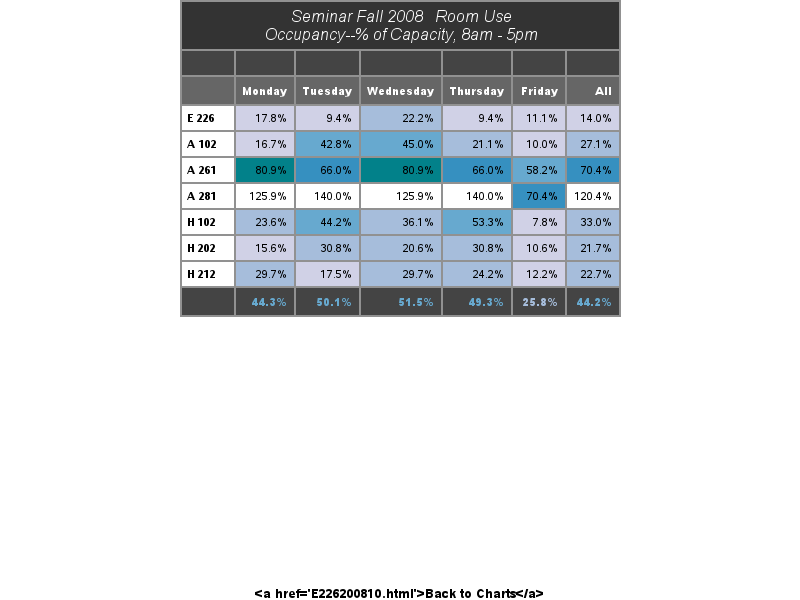 Seminar Fall 2008 Room Use
Occupancy--% of Capacity, 8am - 5pm
Monday Tuesday Wednesday Thursday Friday All
E 226 17.8% 9.4% 22.2% 9.4% 11.1% 14.0%
A 102 16.7% 42.8% 45.0% 21.1% 10.0% 27.1%
A 261 80.9% 66.0% 80.9% 66.0% 58.2% 70.4%
A 281 125.9% 140.0% 125.9% 140.0% 70.4% 120.4%
H 102 23.6% 44.2% 36.1% 53.3% 7.8% 33.0%
H 202 15.6% 30.8% 20.6% 30.8% 10.6% 21.7%
H 212 29.7% 17.5% 29.7% 24.2% 12.2% 22.7%
44.3% 50.1% 51.5% 49.3% 25.8% 44.2%
<a href='E226200810.html'>Back to Charts</a>